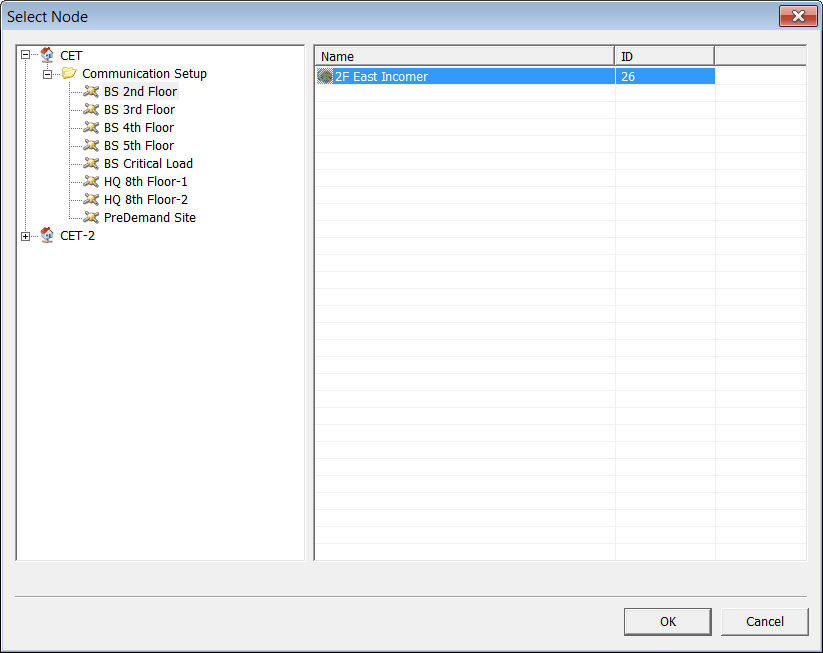 Select Node
CET
Communication Setup
BS 2nd Floor
BS 3rd Floor
BS 4th Floor
BS 5th Floor
BS Critical Load
HQ 8th Floor-1
HQ 8th Floor-2
PreDemand Site
CET-2
Name ID
2F East Incomer 26
OK Cancel